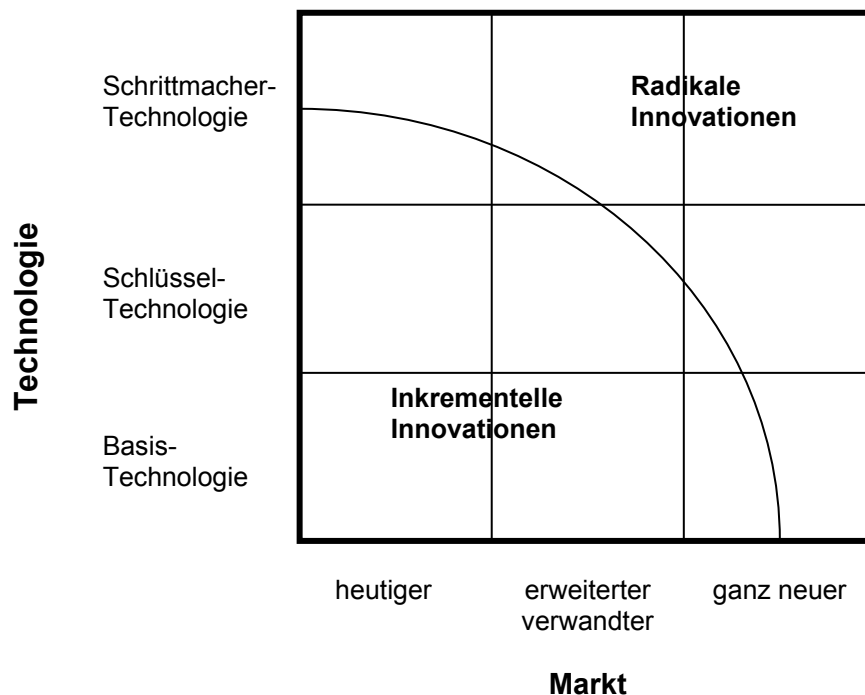 Technologie
Schrittmacher-
Technologie
Radikale
Innovationen
Schlüssel-
Technologie
Inkrementelle
Innovationen
Basis-
Technologie
heutiger
erweiterter
verwandter
ganz neuer
Markt